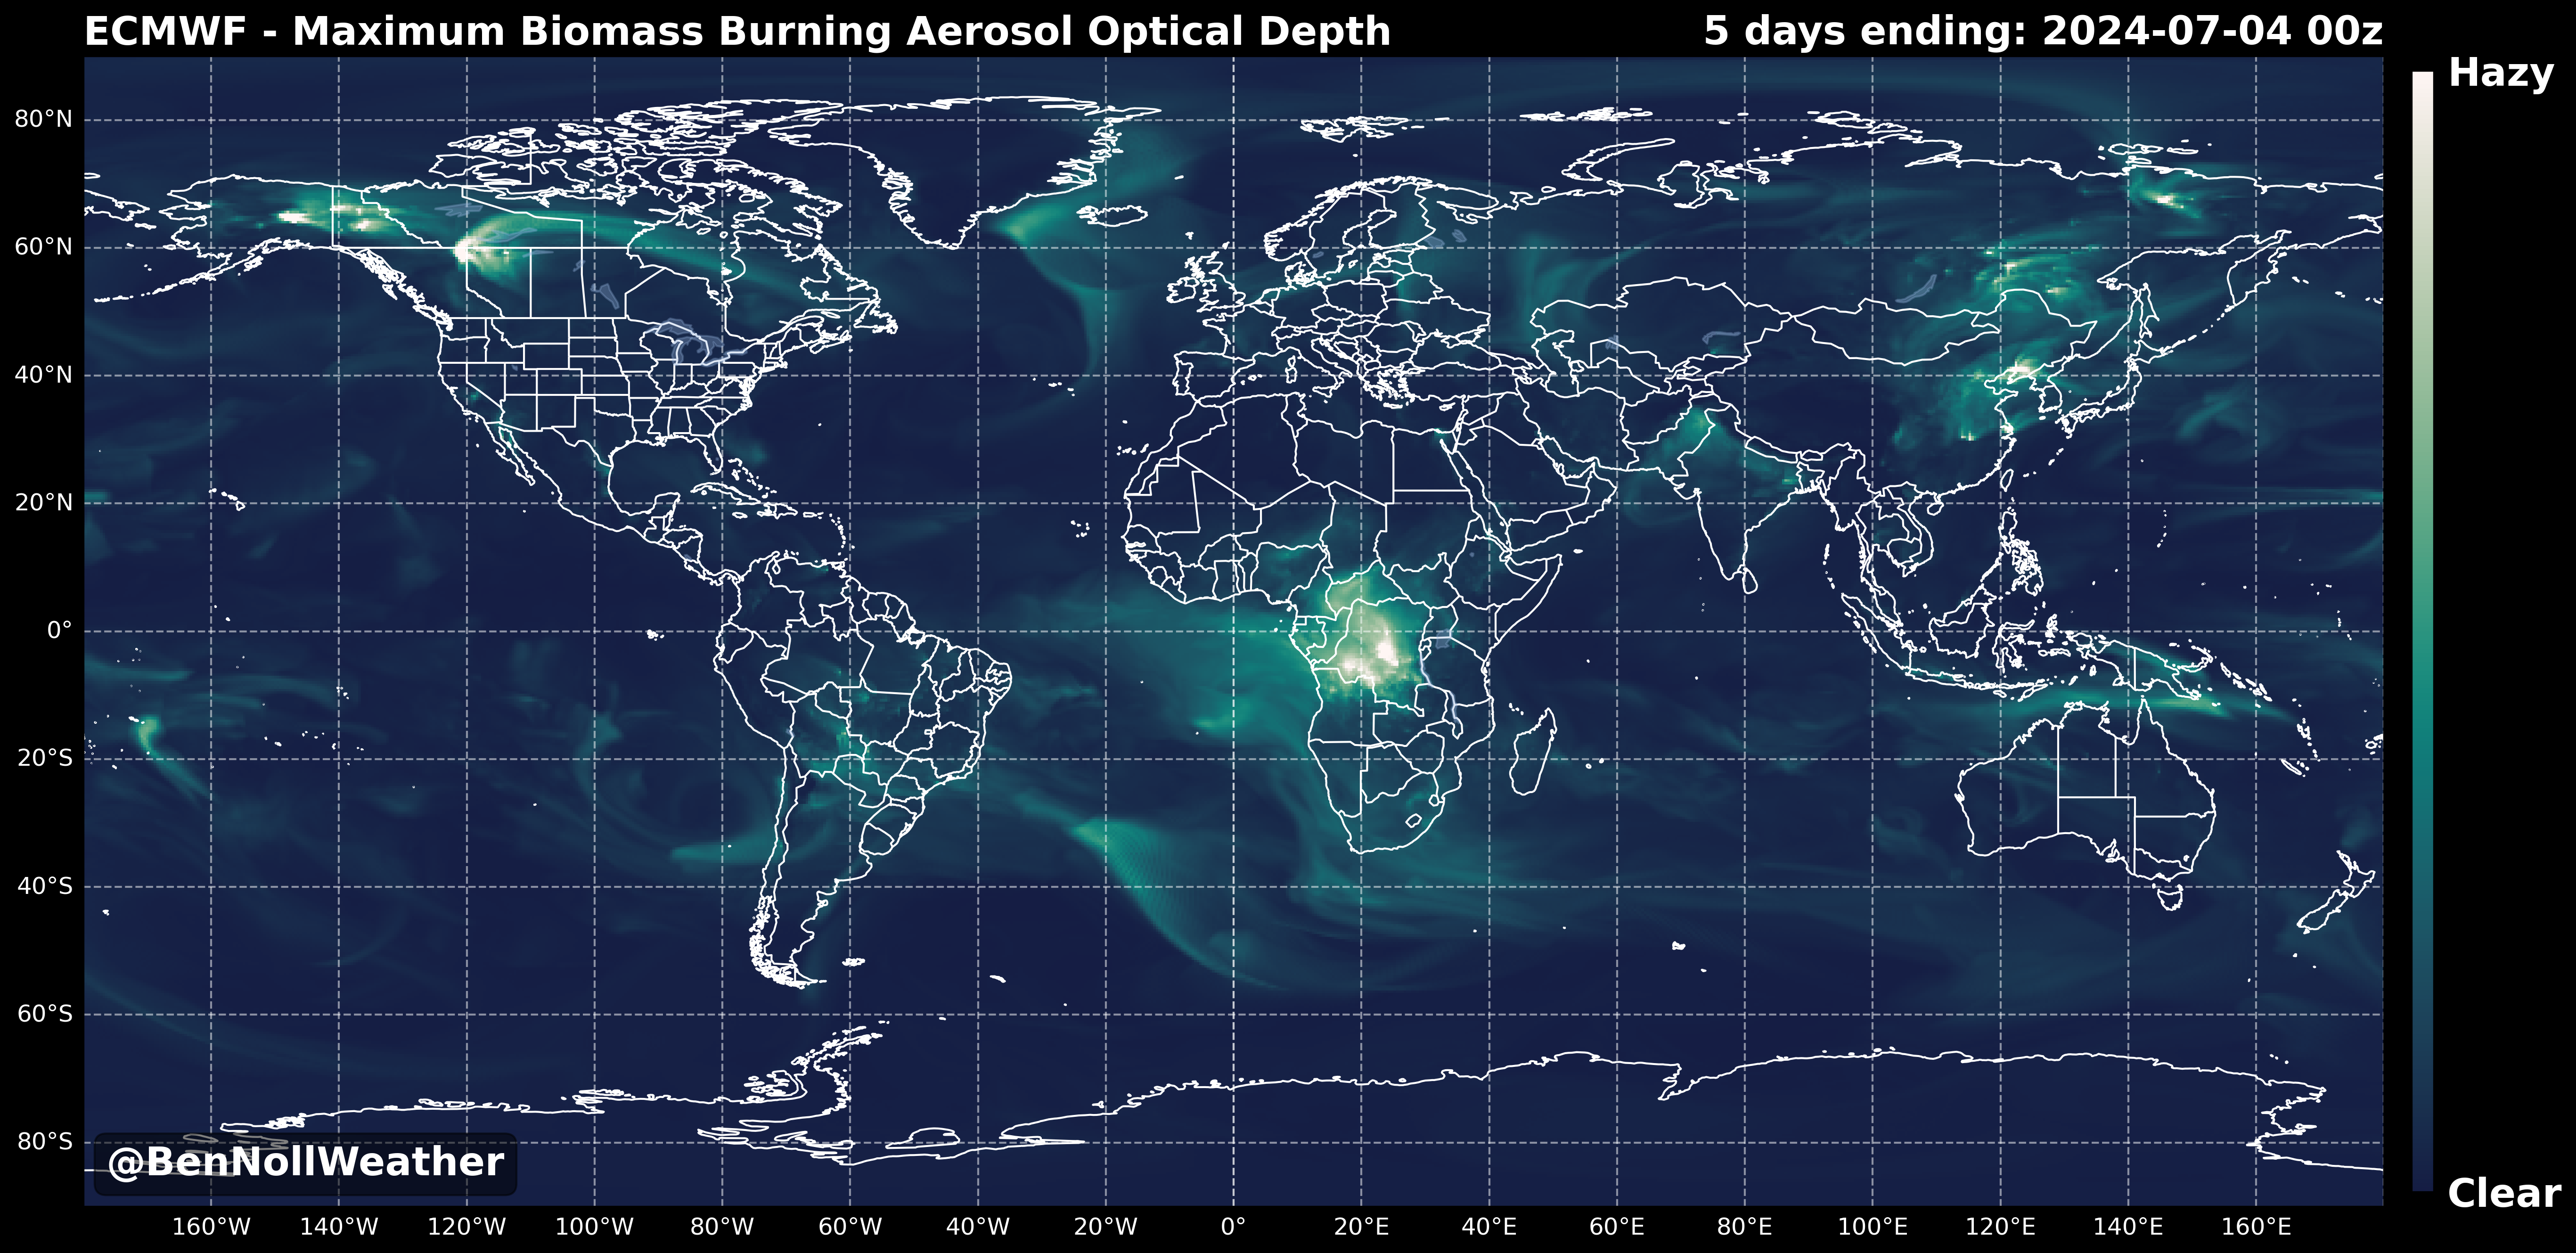 ECMWF - Maximum Biomass Burning Aerosol Optical Depth
5 days ending: 2024-07-04 00z
Hazy
80°N
60°N
40°N
20°N
0°
20°S
40°S
60°S
80°S
@BenNollWeather
Clear
160°W 140°W 120°W 100°W 80°W 60°W 40°W 20°W 0° 20°E 40°E 60°E 80°E 100°E 120°E 140°E 160°E